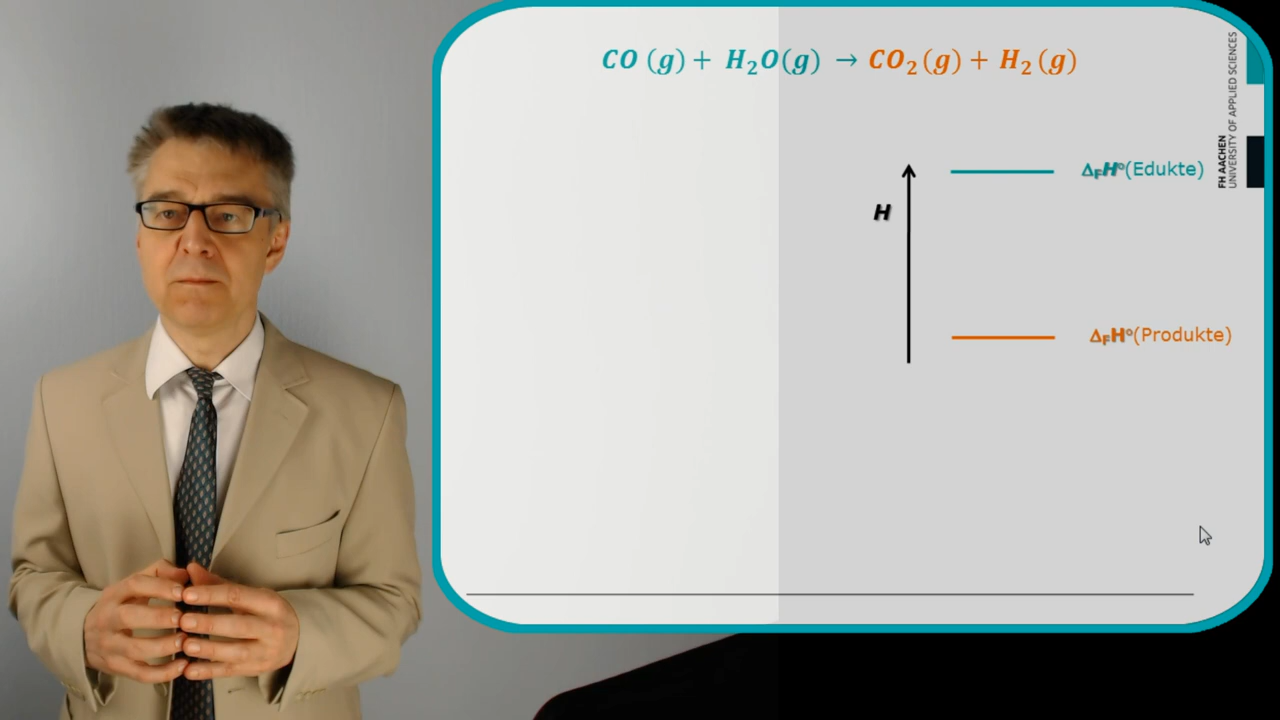 CO (g) + H₂O(g) → CO₂(g) + H₂(g)
FH AACHEN
UNIVERSITY OF APPLIED SCIENCES
ΔFH°(Edukte)
H
ΔFH°(Produkte)